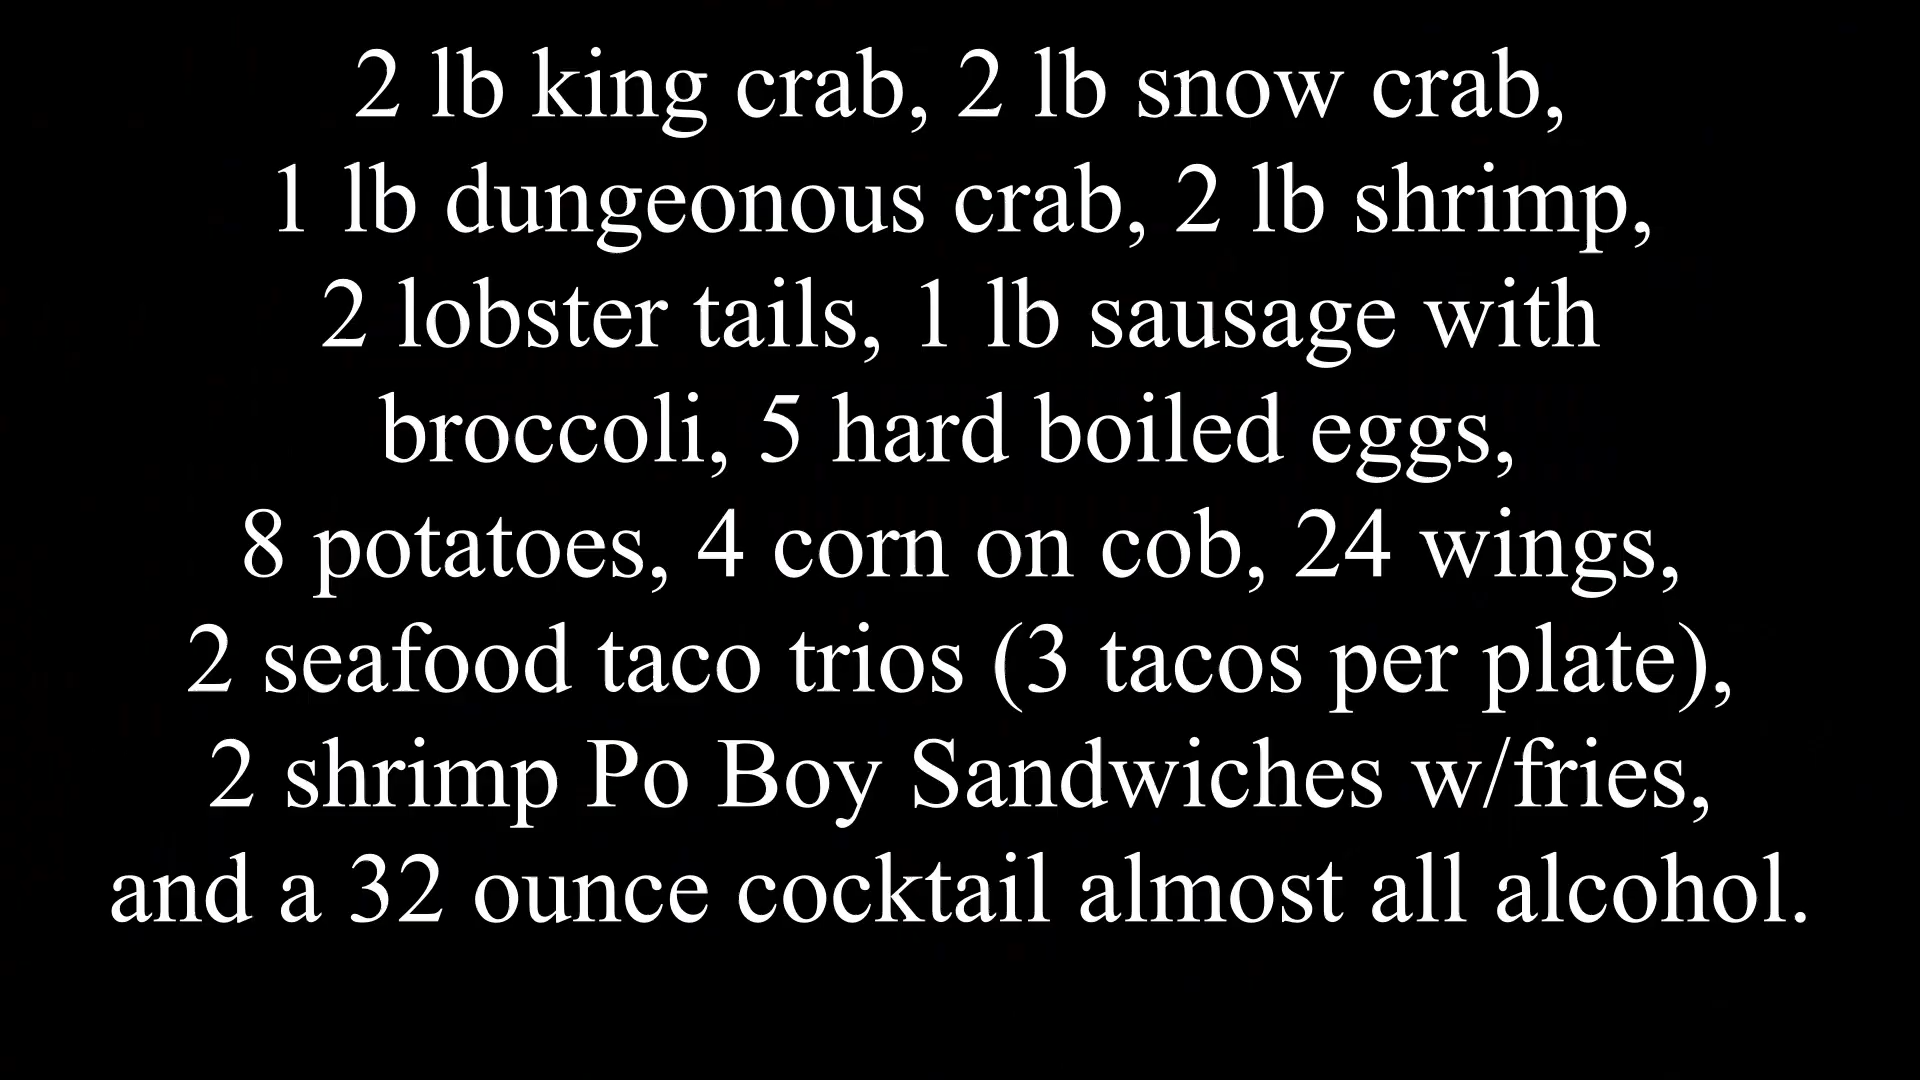 2 lb king crab, 2 lb snow crab,
1 lb dungeonous crab, 2 lb shrimp,
2 lobster tails, 1 lb sausage with
broccoli, 5 hard boiled eggs,
8 potatoes, 4 corn on cob, 24 wings,
2 seafood taco trios (3 tacos per plate),
2 shrimp Po Boy Sandwiches w/fries,
and a 32 ounce cocktail almost all alcohol.